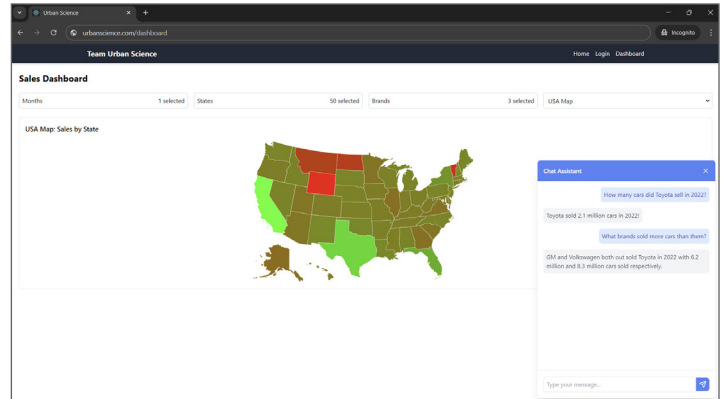 Urban Science
urbanscience.com/dashboard
Incognito
Team Urban Science
Home Login Dashboard
Sales Dashboard
Months 1 selected
States 50 selected
Brands 3 selected
USA Map
USA Map: Sales by State
Chat Assistant
How many cars did Toyota sell in 2022?
Toyota sold 2.1 million cars in 2022!
What brands sold more cars than them?
GM and Volkswagen both out sold Toyota in 2022 with 6.2
million and 8.3 million cars sold respectively.
Type your message...